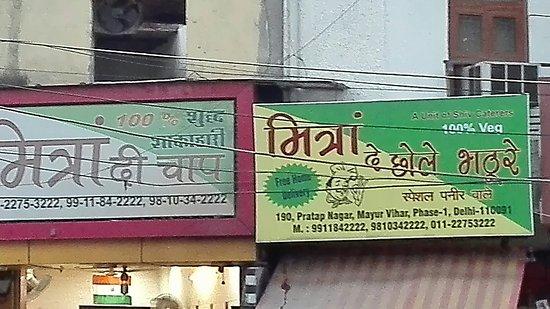 100% शुद्ध
शाकाहारी
मित्रां दी चाप
-2275-3222, 99-11-84-2222, 98-10-34-2222
A Unit of Shiv Caterers
100% Veg
मित्रां दे छोले भठूरे
Free Home
Delivery
स्पेशल पनीर वाले
190, Pratap Nagar, Mayur Vihar, Phase-1, Delhi-110091
M. : 9911842222, 9810342222, 011-22753222